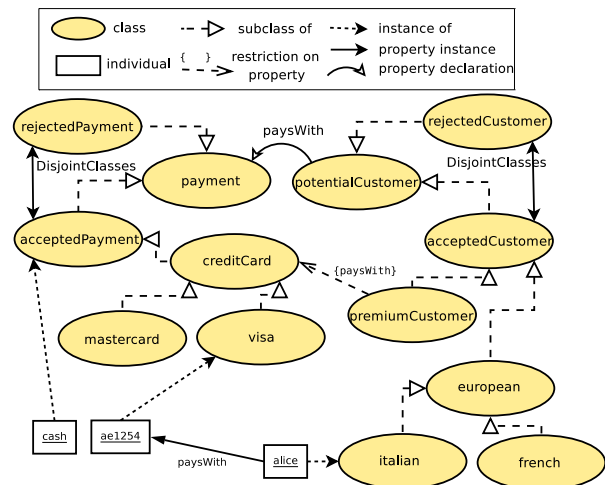 class
subclass of
instance of
individual
{ }
restriction on
property
property instance
property declaration
rejectedPayment
rejectedCustomer
paysWith
DisjointClasses
DisjointClasses
payment
potentialCustomer
acceptedPayment
acceptedCustomer
creditCard
{paysWith}
mastercard
visa
premiumCustomer
european
cash
ae1254
alice
paysWith
italian
french